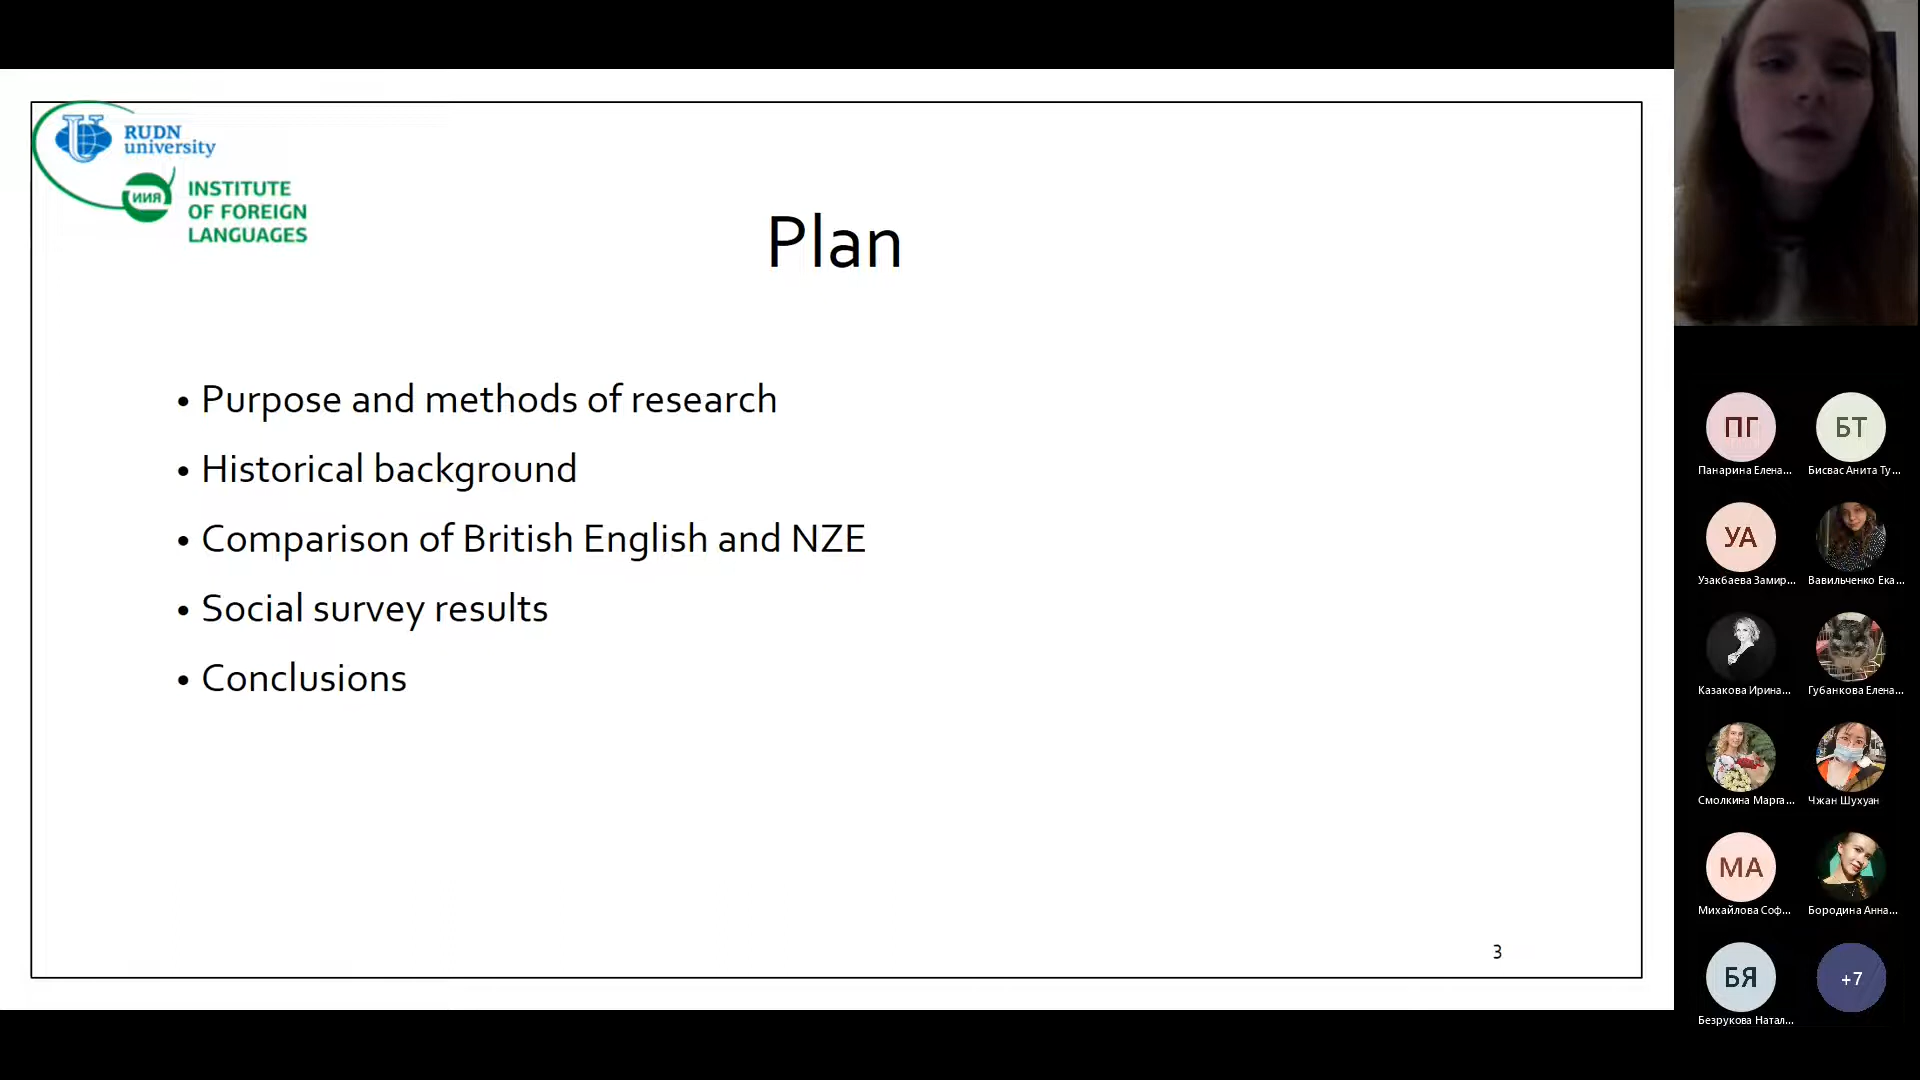 RUDN
university
ИИЯ
INSTITUTE
OF FOREIGN
LANGUAGES
Plan
• Purpose and methods of research
• Historical background
• Comparison of British English and NZE
• Social survey results
• Conclusions
3
ПГ
Панарина Елена...
БТ
Бисвас Анита Ту...
УА
Узакбаева Замир...
Вавильченко Ека...
Казакова Ирина...
Губанкова Елена...
Смолкина Марга...
Чжан Шухуан
МА
Михайлова Соф...
Бородина Анна...
БЯ
Безрукова Натал...
+7